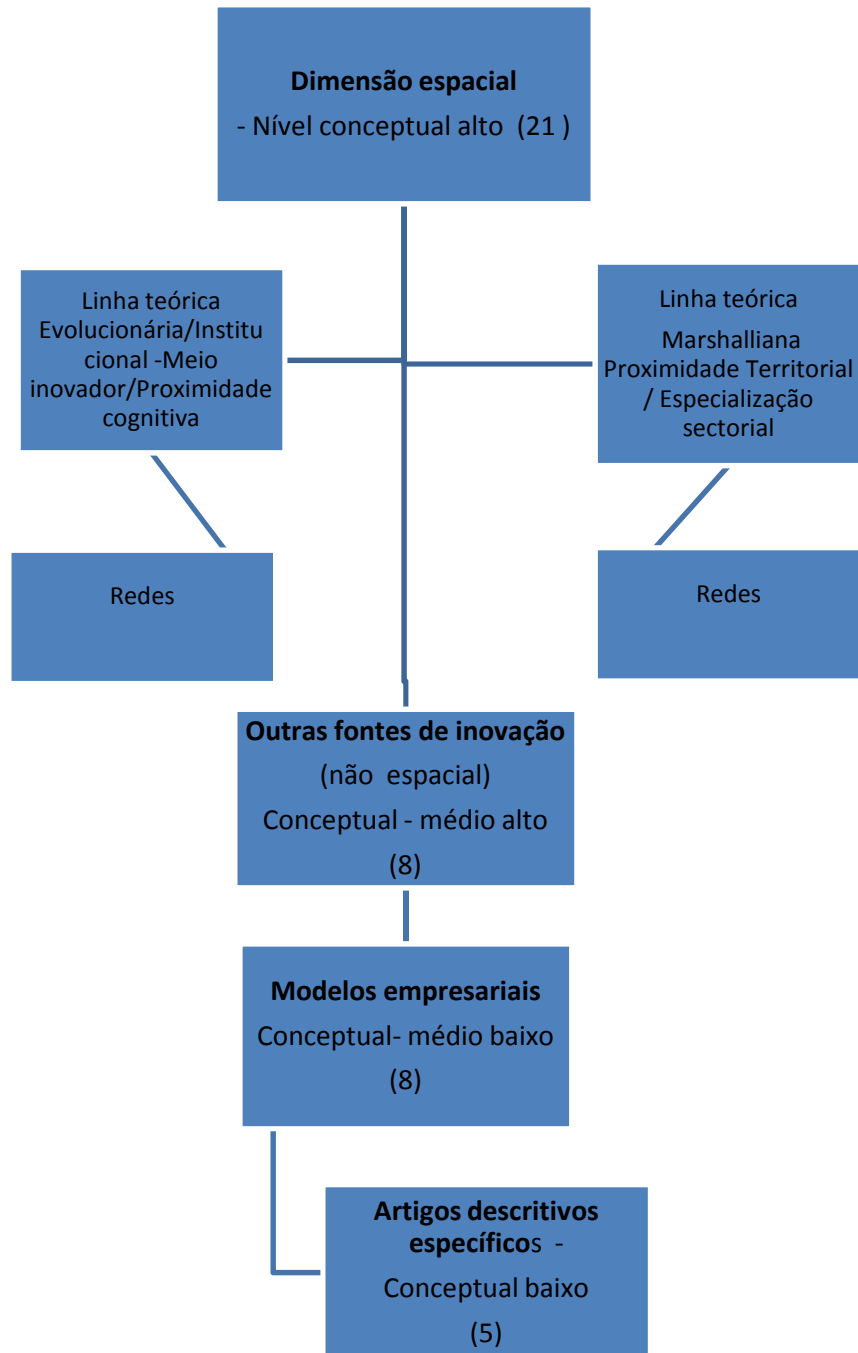 Dimensão espacial
- Nível conceptual alto (21 )
Linha teórica
Evolucionária/Institu
cional -Meio
inovador/Proximidade
cognitiva
Linha teórica
Marshalliana
Proximidade Territorial
/ Especialização
sectorial
Redes
Redes
Outras fontes de inovação
(não espacial)
Conceptual - médio alto
(8)
Modelos empresariais
Conceptual- médio baixo
(8)
Artigos descritivos
específicos -
Conceptual baixo
(5)